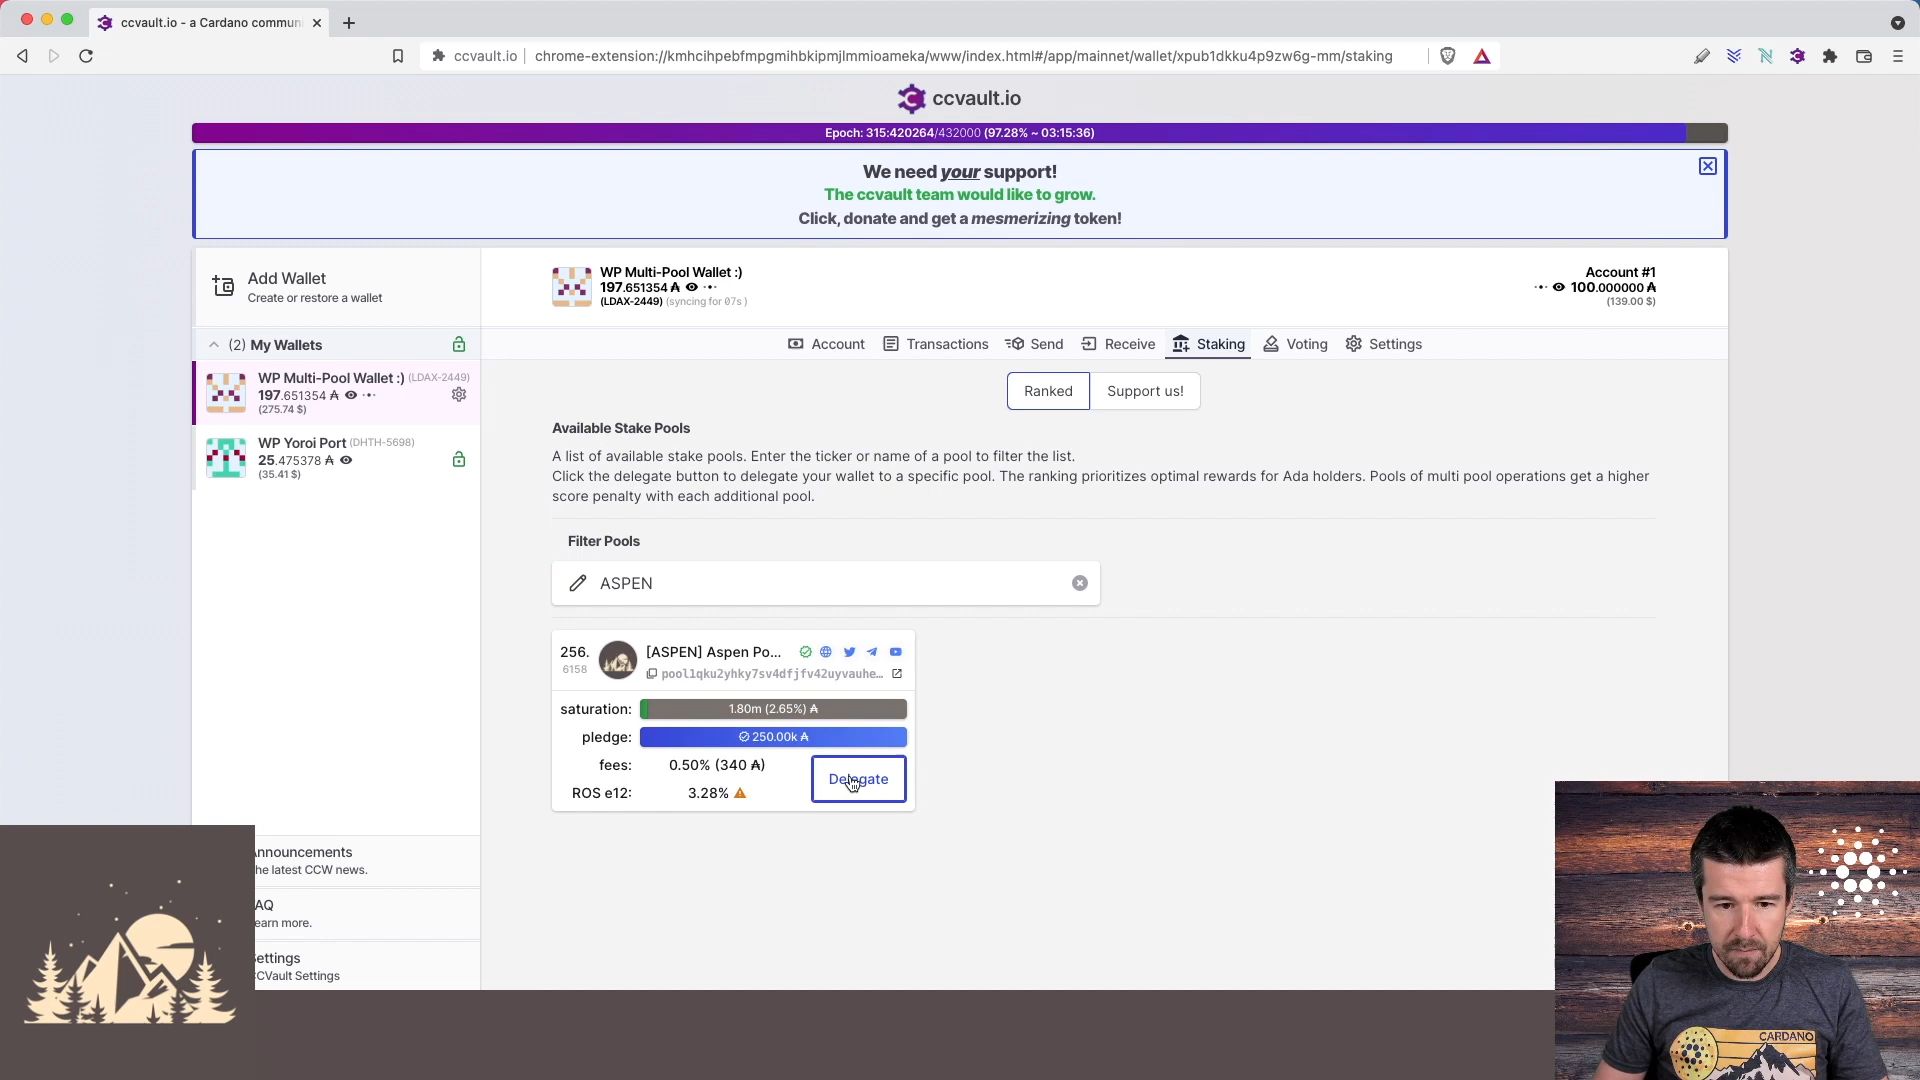 ccvault.io - a Cardano commun
ccvault.io
chrome-extension://kmhcihpebfmpgmihbkipmjlmmioameka/www/index.html#/app/mainnet/wallet/xpub1dkku4p9zw6g-mm/staking
ccvault.io
Epoch: 315:420264/432000 (97.28% ~ 03:15:36)
We need your support!
The ccvault team would like to grow.
Click, donate and get a mesmerizing token!
Add Wallet
Create or restore a wallet
WP Multi-Pool Wallet :)
197.651354 ₳
(LDAX-2449) (syncing for 07s)
Account #1
100.000000 ₳
(139.00 $)
(2) My Wallets
Account
Transactions
Send
Receive
Staking
Voting
Settings
WP Multi-Pool Wallet :) (LDAX-2449)
197.651354 ₳
(275.74 $)
WP Yoroi Port (DHTH-5698)
25.475378 ₳
(35.41 $)
Ranked
Support us!
Available Stake Pools
A list of available stake pools. Enter the ticker or name of a pool to filter the list.
Click the delegate button to delegate your wallet to a specific pool. The ranking prioritizes optimal rewards for Ada holders. Pools of multi pool operations get a higher
score penalty with each additional pool.
Filter Pools
ASPEN
256.
6158
[ASPEN] Aspen Po...
pool1qku2yhky7sv4dfjfv42uyvauhe...
saturation: 1.80m (2.65%) ₳
pledge: 250.00k ₳
fees: 0.50% (340 ₳)
ROS e12: 3.28%
Delegate
nnouncements
he latest CCW news.
AQ
earn more.
ettings
CVault Settings
CARDANO